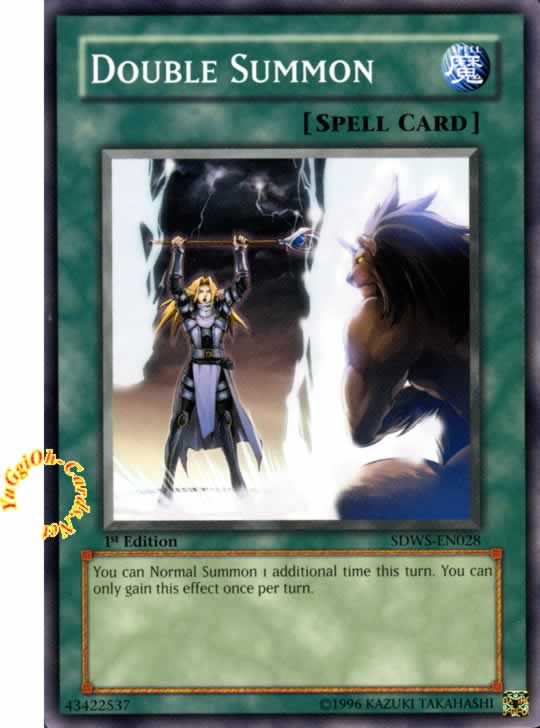 DOUBLE SUMMON
SPELL
魔
[SPELL CARD]
YuGgiOh-Cards.Net
1st Edition
SDWS-EN028
You can Normal Summon 1 additional time this turn. You can
only gain this effect once per turn.
43422537
©1996 KAZUKI TAKAHASHI